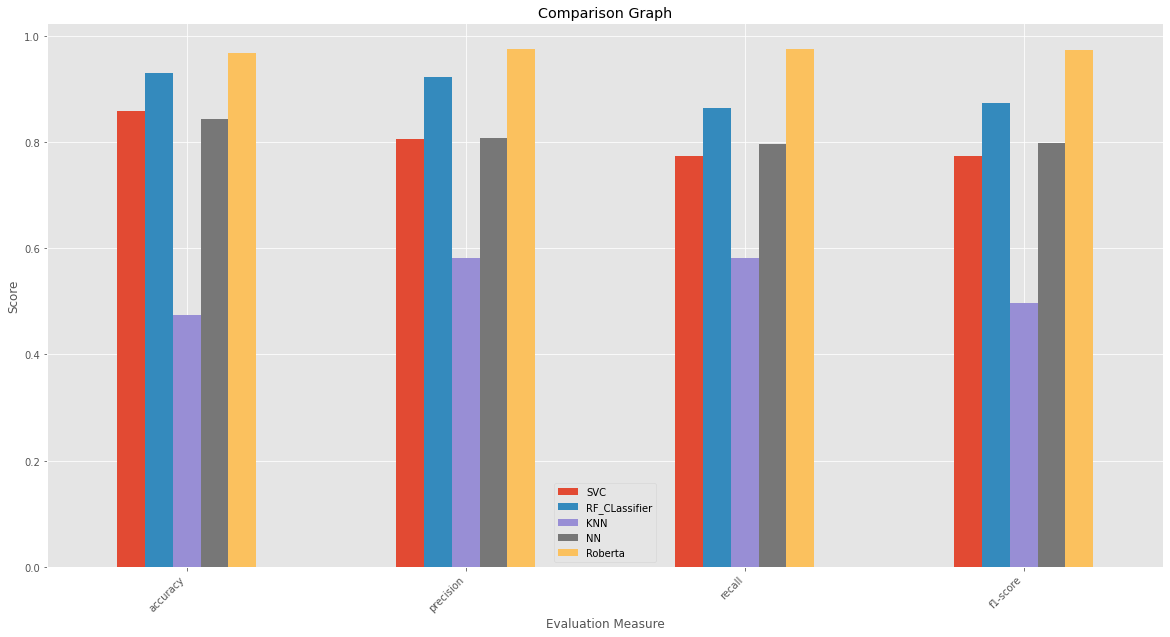 Comparison Graph
Score
1.0
0.8
0.6
0.4
0.2
0.0
SVC
RF_CLassifier
KNN
NN
Roberta
accuracy
precision
recall
f1-score
Evaluation Measure